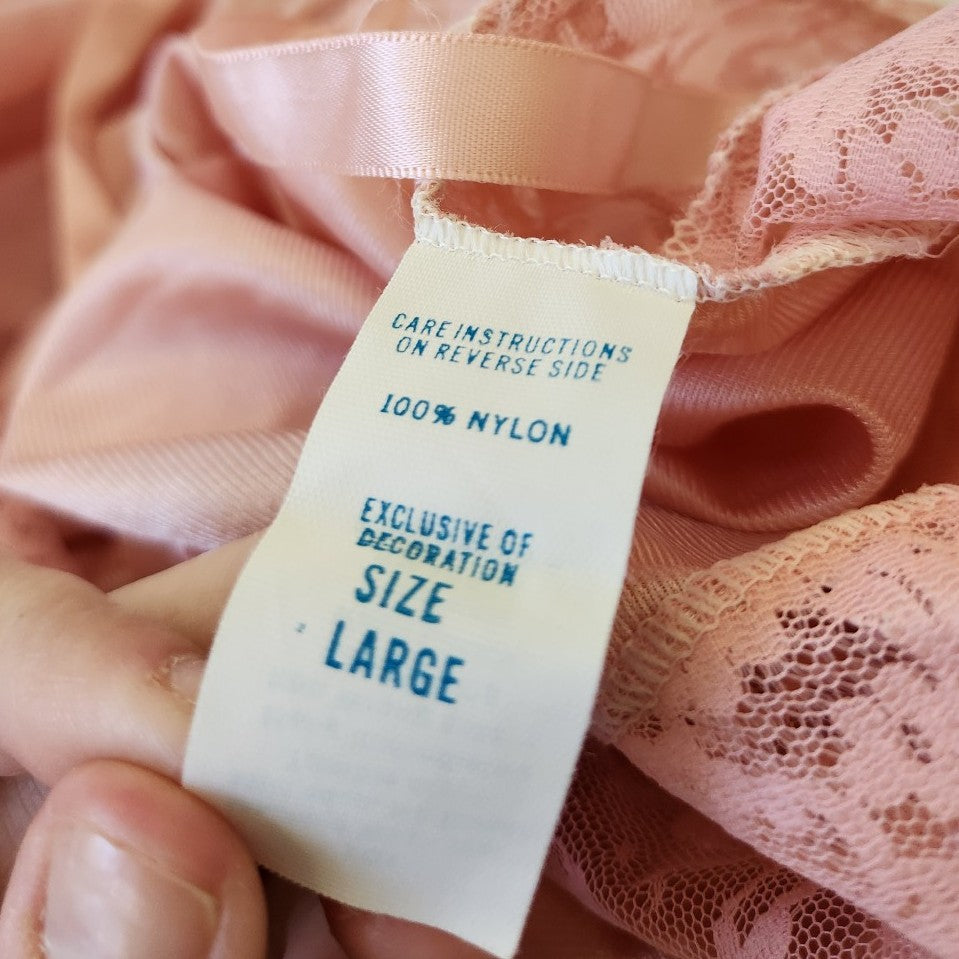 CARE INSTRUCTIONS
ON REVERSE SIDE
100% NYLON
EXCLUSIVE OF
DECORATION
SIZE
LARGE